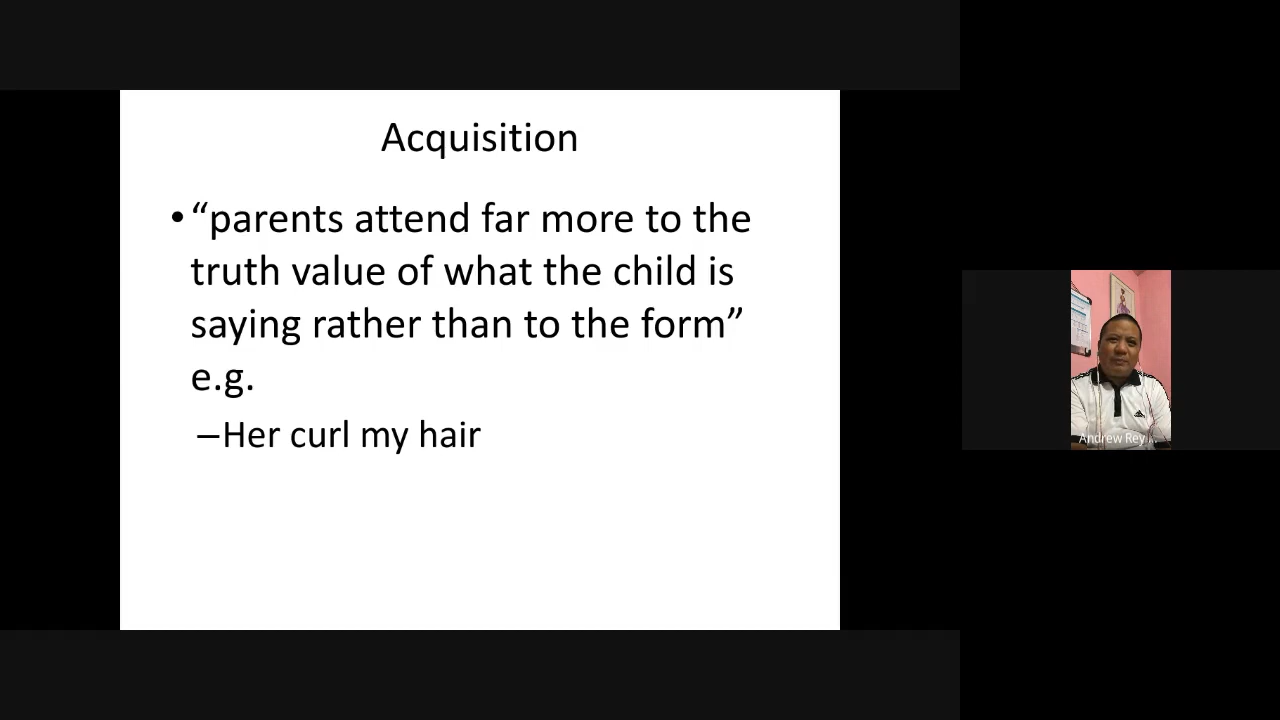 Acquisition
• “parents attend far more to the
truth value of what the child is
saying rather than to the form”
e.g.
–Her curl my hair
Andrew Rey